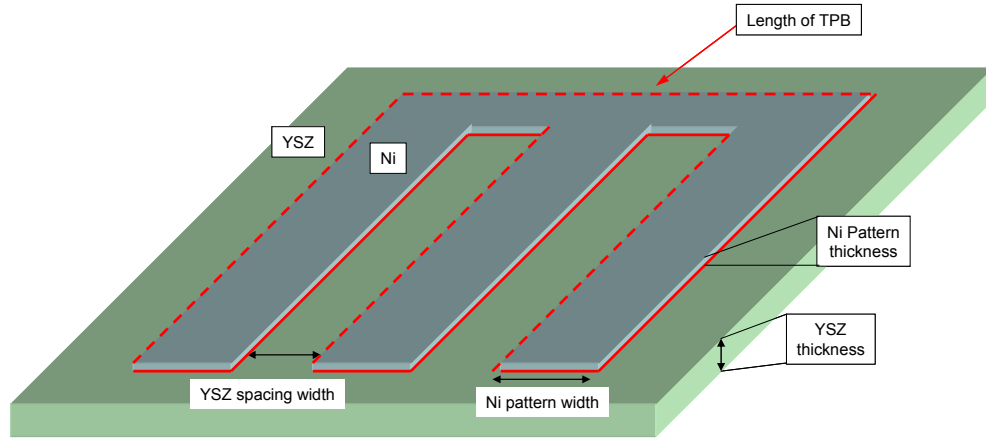 Length of TPB
YSZ
Ni
Ni Pattern
thickness
YSZ
thickness
YSZ spacing width
Ni pattern width